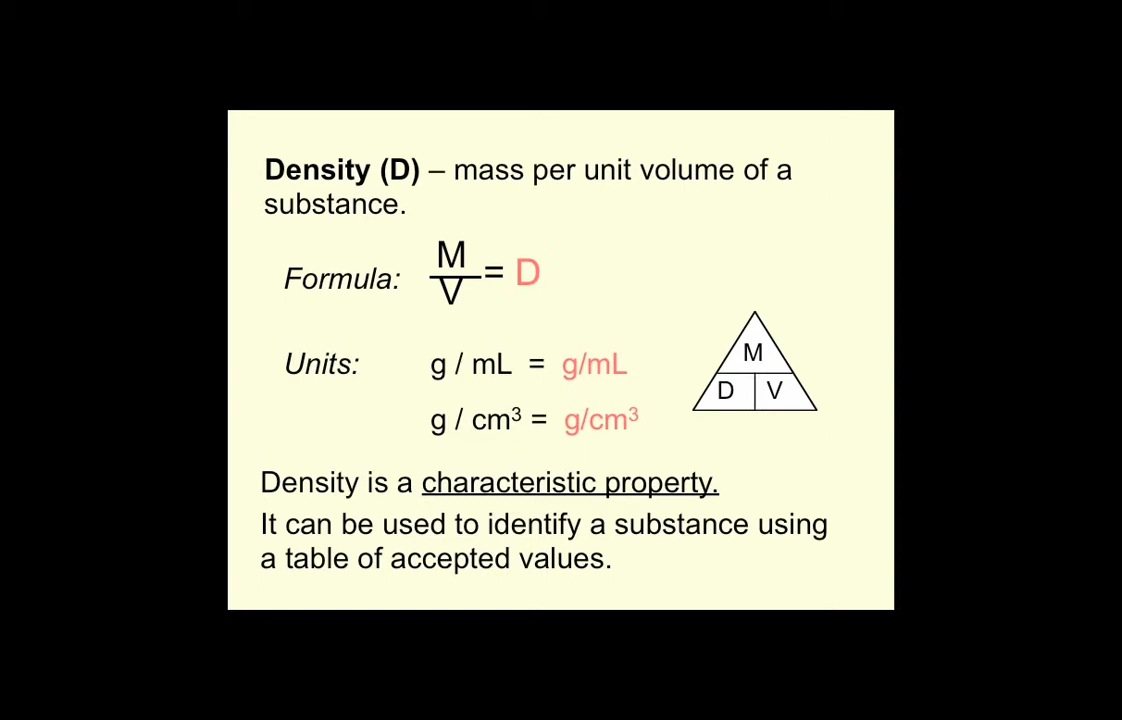 Density (D) – mass per unit volume of a
substance.
Formula: M/V = D
Units: g / mL = g/mL
g / cm³ = g/cm³
M
D V
Density is a characteristic property.
It can be used to identify a substance using
a table of accepted values.